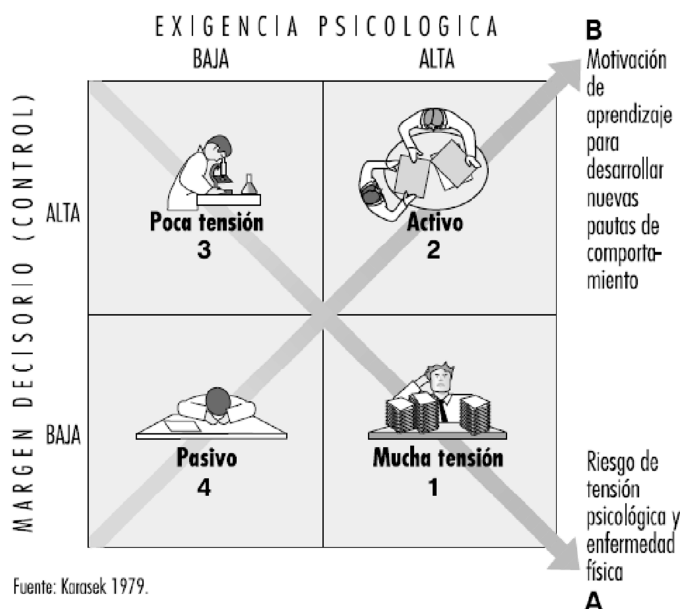 EXIGENCIA PSICOLOGICA
BAJA
ALTA
MARGEN DECISORIO (CONTROL)
ALTA
BAJA
Poca tensión
3
Activo
2
Pasivo
4
Mucha tensión
1
B
Motivación
de
aprendizaje
para
desarrollar
nuevas
pautas de
comporta-
miento
Riesgo de
tensión
psicológica y
enfermedad
física
A
Fuente: Karasek 1979.